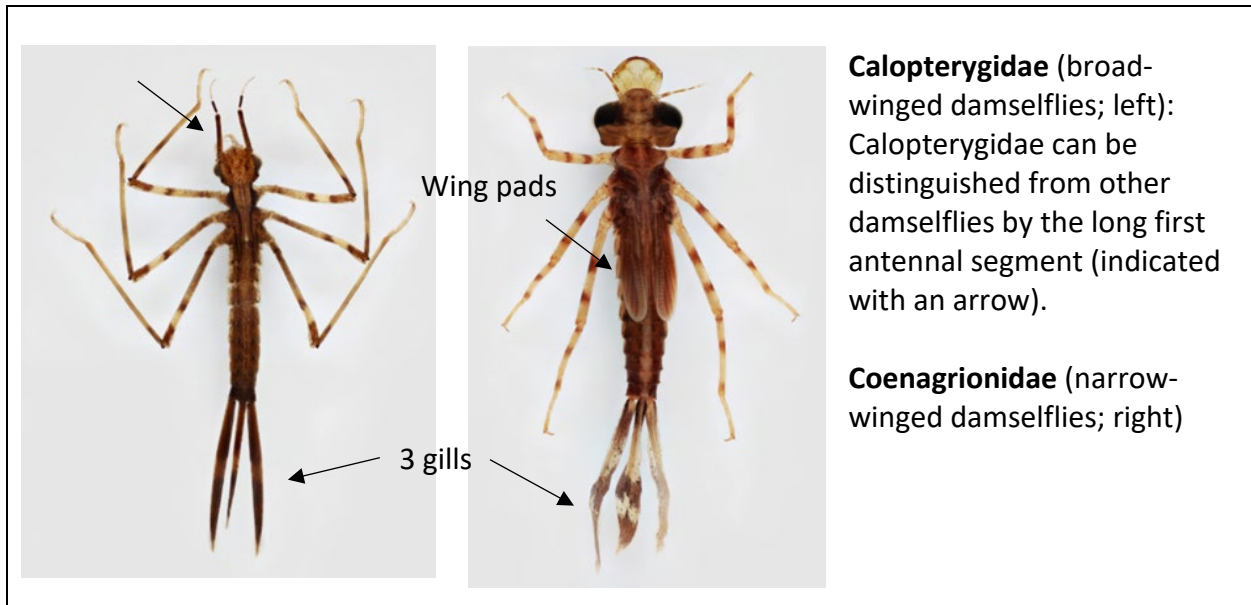 Wing pads
3 gills
Calopterygidae (broad-
winged damselflies; left):
Calopterygidae can be
distinguished from other
damselflies by the long first
antennal segment (indicated
with an arrow).
Coenagrionidae (narrow-
winged damselflies; right)